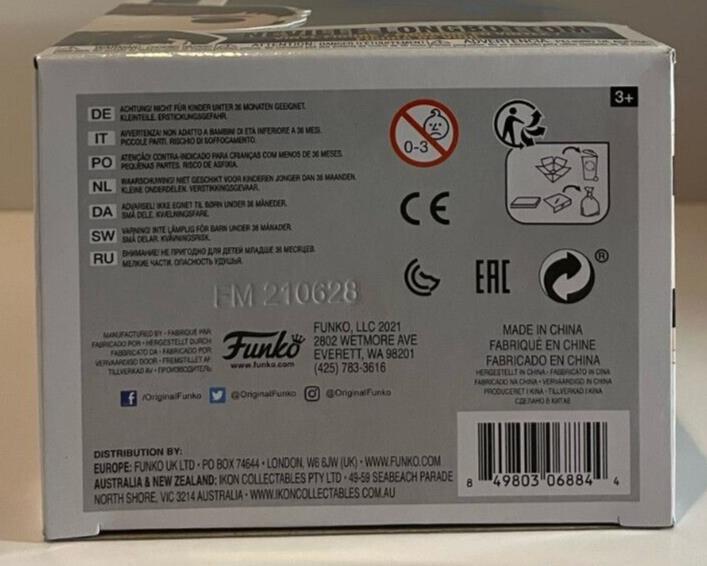 NEVILLE LONGBOTTOM
3+
DE ACHTUNG! NICHT FÜR KINDER UNTER 36 MONATEN GEEIGNET.
KLEINTEILE. ERSTICKUNGSGEFAHR.
IT AVVERTENZA! NON ADATTO A BAMBINI DI ETÀ INFERIORE A 36 MESI.
PICCOLE PARTI. RISCHIO DI SOFFOCAMENTO.
PO ATENÇÃO! CONTRA-INDICADO PARA CRIANÇAS COM MENOS DE 36 MESES.
PEQUENAS PARTES. RISCO DE ASFIXIA.
NL WAARSCHUWING! NIET GESCHIKT VOOR KINDEREN JONGER DAN 36 MAANDEN.
KLEINE ONDERDELEN. VERSTIKKINGSGEVAAR.
DA ADVARSEL! IKKE EGNET TIL BØRN UNDER 36 MÅNEDER.
SMÅ DELE. KVÆLNINGSFARE.
SW VARNING! INTE LÄMPLIG FÖR BARN UNDER 36 MÅNADER.
SMÅ DELAR. KVÄVNINGSRISK.
RU ВНИМАНИЕ! НЕ ПРИГОДНО ДЛЯ ДЕТЕЙ МЛАДШЕ 36 МЕСЯЦЕВ.
МЕЛКИЕ ЧАСТИ. ОПАСНОСТЬ УДУШЬЯ.
0-3
CE
EAC
®
FM 210628
MANUFACTURED BY • FABRIQUÉ PAR
FABRICADO POR • HERGESTELLT DURCH
FABBRICATO DA • FABRICADO POR
VERVAARDIGD DOOR • FREMSTILLET AF
TILLVERKAD AV • ПРОИЗВОДИТЕЛЬ:
Funko
www.funko.com
FUNKO, LLC 2021
2802 WETMORE AVE
EVERETT, WA 98201
(425) 783-3616
/OriginalFunko @OriginalFunko @OriginalFunko
MADE IN CHINA
FABRIQUÉ EN CHINE
FABRICADO EN CHINA
HERGESTELLT IN CHINA • FABBRICATO IN CINA
FABRICADO NA CHINA • VERVAARDIGD IN CHINA
PRODUCERET I KINA • TILLVERKAD I KINA
СДЕЛАНО В КИТАЕ
DISTRIBUTION BY:
EUROPE: FUNKO UK LTD • PO BOX 74644 • LONDON, W6 6JW (UK) • WWW.FUNKO.COM
AUSTRALIA & NEW ZEALAND: IKON COLLECTABLES PTY LTD • 49-59 SEABEACH PARADE
NORTH SHORE, VIC 3214 AUSTRALIA • WWW.IKONCOLLECTABLES.COM.AU
8 49803 06884 4